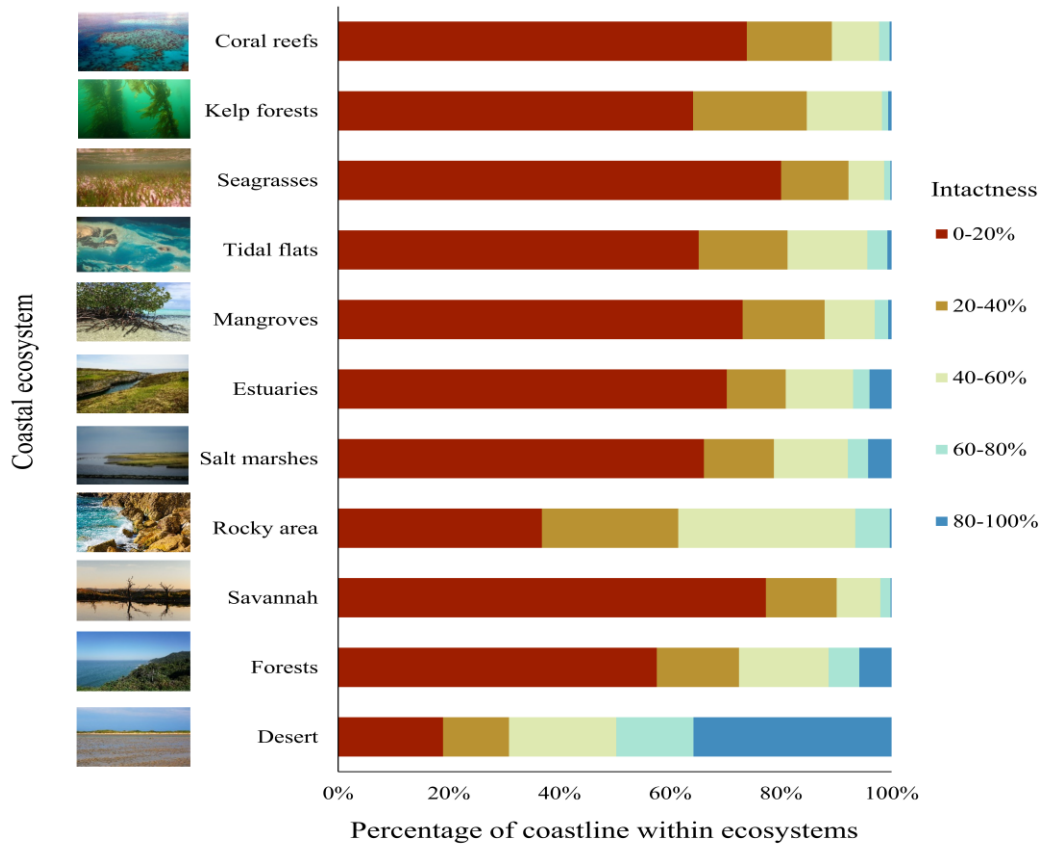 Coastal ecosystem
Coral reefs
Kelp forests
Seagrasses
Tidal flats
Mangroves
Estuaries
Salt marshes
Rocky area
Savannah
Forests
Desert
0% 20% 40% 60% 80% 100%
Percentage of coastline within ecosystems
Intactness
0-20%
20-40%
40-60%
60-80%
80-100%